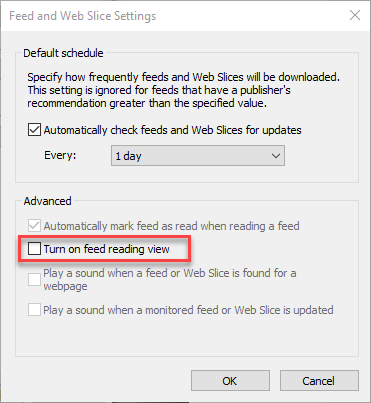 Feed and Web Slice Settings
Default schedule
Specify how frequently feeds and Web Slices will be downloaded.
This setting is ignored for feeds that have a publisher's
recommendation greater than the specified value.
Automatically check feeds and Web Slices for updates
Every:
1 day
Advanced
Automatically mark feed as read when reading a feed
Turn on feed reading view
Play a sound when a feed or Web Slice is found for a
webpage
Play a sound when a monitored feed or Web Slice is updated
OK
Cancel